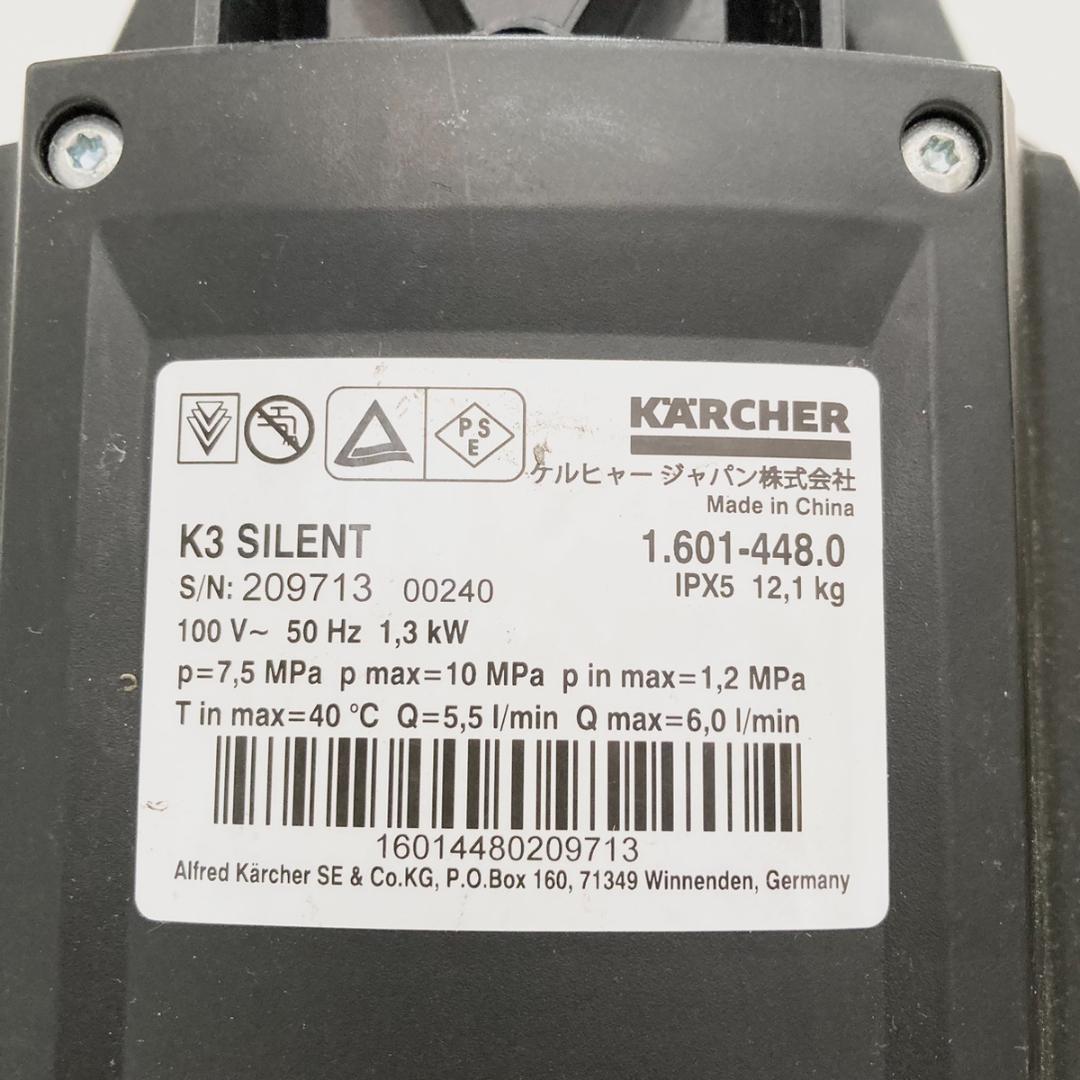 PS
E
KÄRCHER
ケルヒャー ジャパン株式会社
Made in China
K3 SILENT
1.601-448.0
S/N: 209713 00240
IPX5 12,1 kg
100 V~ 50 Hz 1,3 kW
p=7,5 MPa p max=10 MPa p in max=1,2 MPa
T in max=40 °C Q=5,5 l/min Q max=6,0 l/min
16014480209713
Alfred Kärcher SE & Co.KG, P.O.Box 160, 71349 Winnenden, Germany